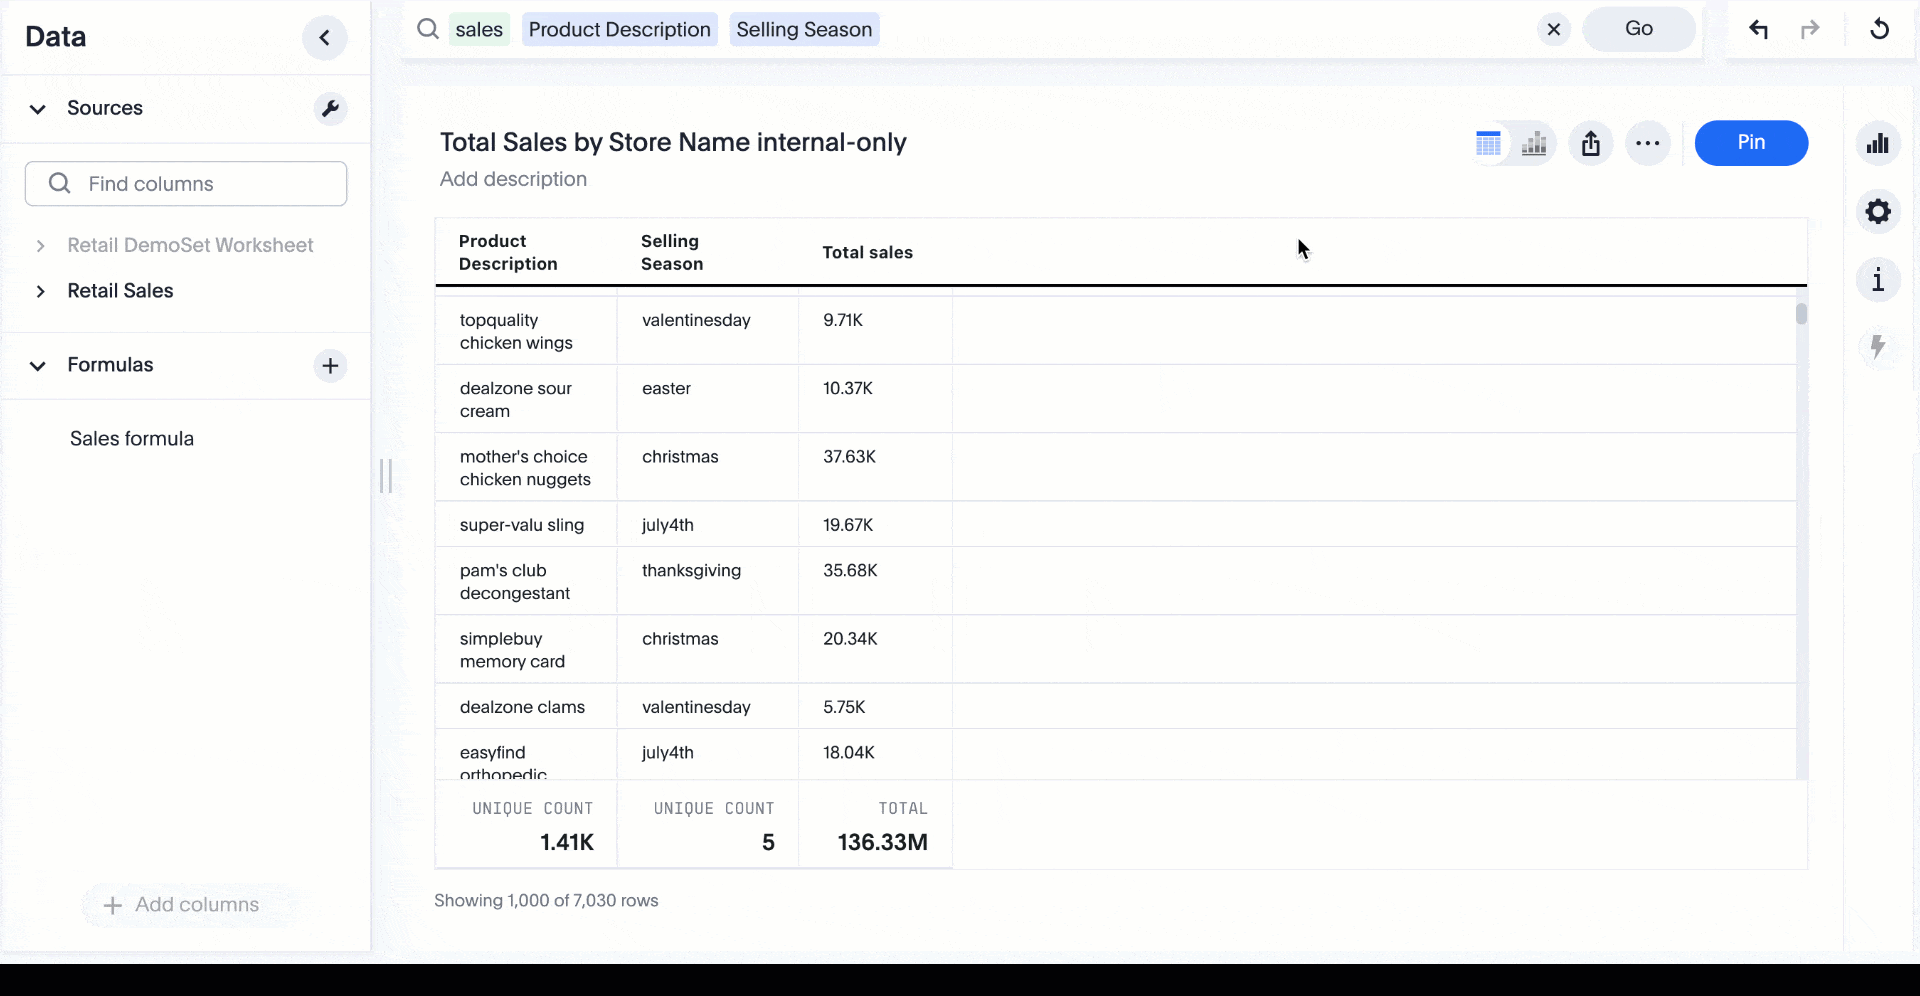 Data
Sources
Find columns
Retail DemoSet Worksheet
Retail Sales
Formulas
Sales formula
Add columns
sales Product Description Selling Season
Go
Total Sales by Store Name internal-only
Add description
Pin
Product
Description
Selling
Season
Total sales
topquality
chicken wings
valentinesday
9.71K
dealzone sour
cream
easter
10.37K
mother's choice
chicken nuggets
christmas
37.63K
super-valu sling
july4th
19.67K
pam's club
decongestant
thanksgiving
35.68K
simplebuy
memory card
christmas
20.34K
dealzone clams
valentinesday
5.75K
easyfind
orthopedic
july4th
18.04K
UNIQUE COUNT
1.41K
UNIQUE COUNT
5
TOTAL
136.33M
Showing 1,000 of 7,030 rows